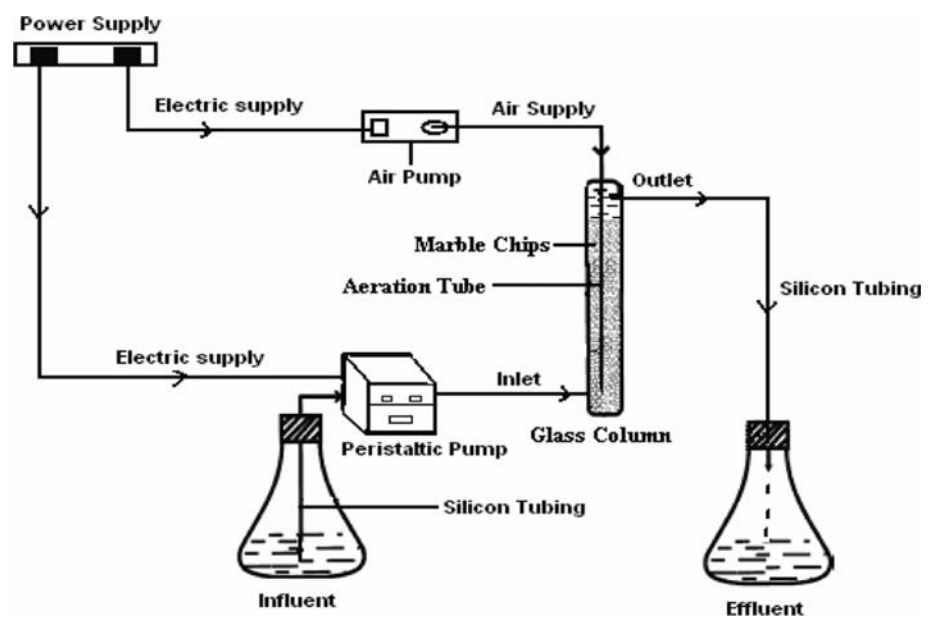 Power Supply
Electric supply
Air Supply
Air Pump
Outlet
Marble Chips
Aeration Tube
Silicon Tubing
Electric supply
Inlet
Glass Column
Peristaltic Pump
Silicon Tubing
Influent
Effluent